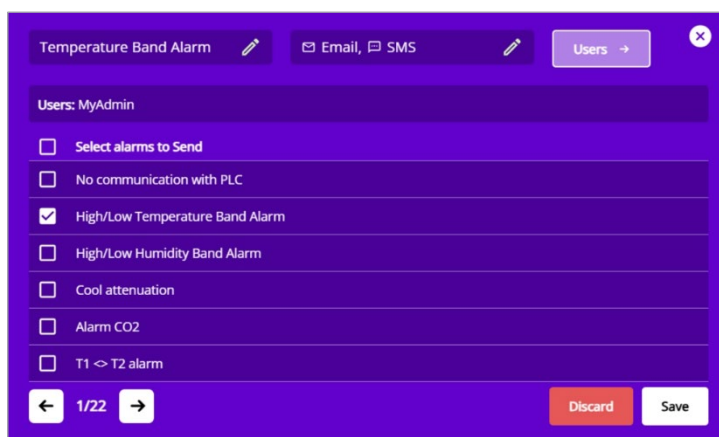 Temperature Band Alarm
Email, SMS
Users →
Users: MyAdmin
Select alarms to Send
No communication with PLC
High/Low Temperature Band Alarm
High/Low Humidity Band Alarm
Cool attenuation
Alarm CO2
T1 <> T2 alarm
← 1/22 →
Discard
Save